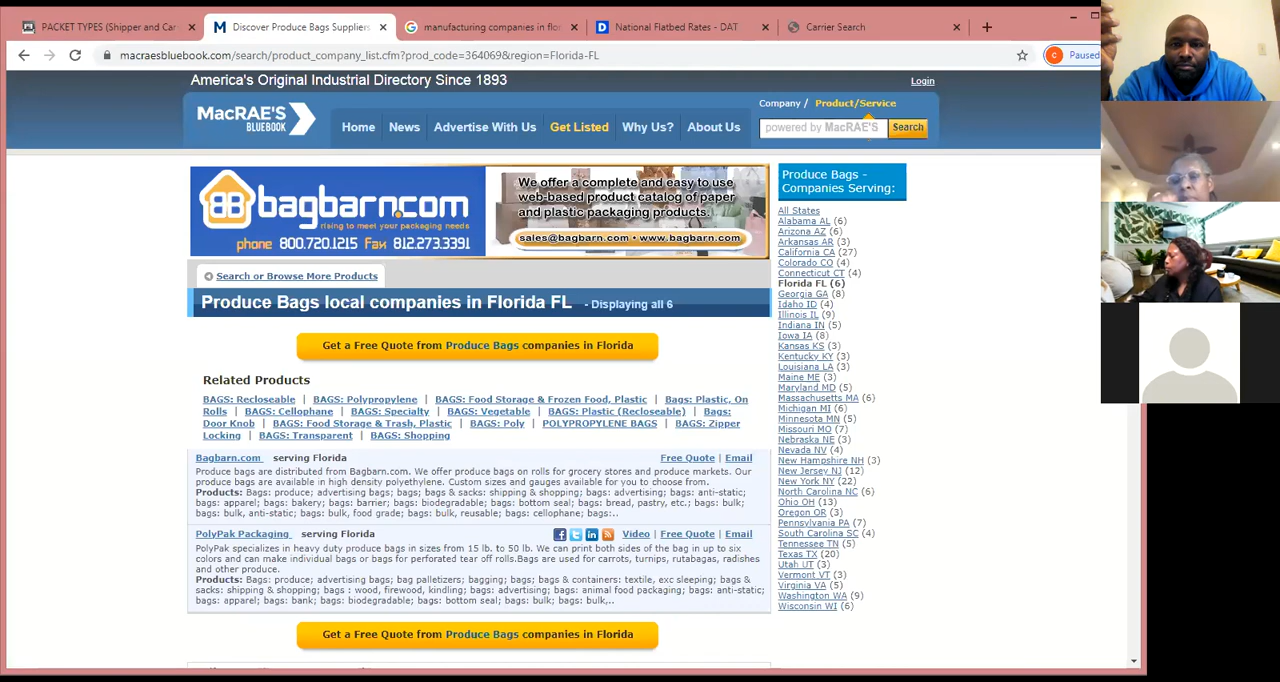 PACKET TYPES (Shipper and Car
Discover Produce Bags Suppliers
manufacturing companies in flor
National Flatbed Rates - DAT
Carrier Search
macraesbluebook.com/search/product_company_list.cfm?prod_code=364069&region=Florida-FL
Paused
America's Original Industrial Directory Since 1893
Login
MacRAE'S
BLUEBOOK
Home
News
Advertise With Us
Get Listed
Why Us?
About Us
Company / Product/Service
powered by MacRAE'S
Search
bagbarn.com
rising to meet your packaging needs
phone 800.720.1215 Fax 812.273.3391
We offer a complete and easy to use
web-based product catalog of paper
and plastic packaging products.
sales@bagbarn.com • www.bagbarn.com
Search or Browse More Products
Produce Bags local companies in Florida FL - Displaying all 6
Get a Free Quote from Produce Bags companies in Florida
Related Products
BAGS: Recloseable | BAGS: Polypropylene | BAGS: Food Storage & Frozen Food, Plastic | Bags: Plastic, On
Rolls | BAGS: Cellophane | BAGS: Specialty | BAGS: Vegetable | BAGS: Plastic (Recloseable) | Bags:
Door Knob | BAGS: Food Storage & Trash, Plastic | BAGS: Poly | POLYPROPYLENE BAGS | BAGS: Zipper
Locking | BAGS: Transparent | BAGS: Shopping
Bagbarn.com serving Florida Free Quote | Email
Produce bags are distributed from Bagbarn.com. We offer produce bags on rolls for grocery stores and produce markets. Our
produce bags are available in high density polyethylene. Custom sizes and gauges available for you to choose from.
Products: Bags: produce; advertising bags; bags; bags & sacks: shipping & shopping; bags: advertising; bags: anti-static;
bags: apparel; bags: bakery; bags: barrier; bags: biodegradable; bags: bottom seal; bags: bread, pastry, etc.; bags: bulk;
bags: bulk, anti-static; bags: bulk, food grade; bags: bulk, reusable; bags: cellophane; bags:..
PolyPak Packaging serving Florida Video | Free Quote | Email
PolyPak specializes in heavy duty produce bags in sizes from 15 lb. to 50 lb. We can print both sides of the bag in up to six
colors and can make individual bags or bags for perforated tear off rolls.Bags are used for carrots, turnips, rutabagas, radishes
and other produce.
Products: Bags: produce; advertising bags; bag palletizers; bagging; bags; bags & containers: textile, exc sleeping; bags &
sacks: shipping & shopping; bags : wood, firewood, kindling; bags: advertising; bags: animal food packaging; bags: anti-static;
bags: apparel; bags: bank; bags: biodegradable; bags: bottom seal; bags: bulk; bags: bulk,..
Get a Free Quote from Produce Bags companies in Florida
Produce Bags -
Companies Serving:
All States
Alabama AL (6)
Arizona AZ (6)
Arkansas AR (3)
California CA (27)
Colorado CO (4)
Connecticut CT (4)
Florida FL (6)
Georgia GA (8)
Idaho ID (4)
Illinois IL (9)
Indiana IN (5)
Iowa IA (8)
Kansas KS (3)
Kentucky KY (3)
Louisiana LA (3)
Maine ME (3)
Maryland MD (5)
Massachusetts MA (6)
Michigan MI (6)
Minnesota MN (5)
Missouri MO (7)
Nebraska NE (3)
Nevada NV (4)
New Hampshire NH (3)
New Jersey NJ (12)
New York NY (22)
North Carolina NC (6)
Ohio OH (13)
Oregon OR (3)
Pennsylvania PA (7)
South Carolina SC (4)
Tennessee TN (5)
Texas TX (20)
Utah UT (3)
Vermont VT (3)
Virginia VA (5)
Washington WA (9)
Wisconsin WI (6)